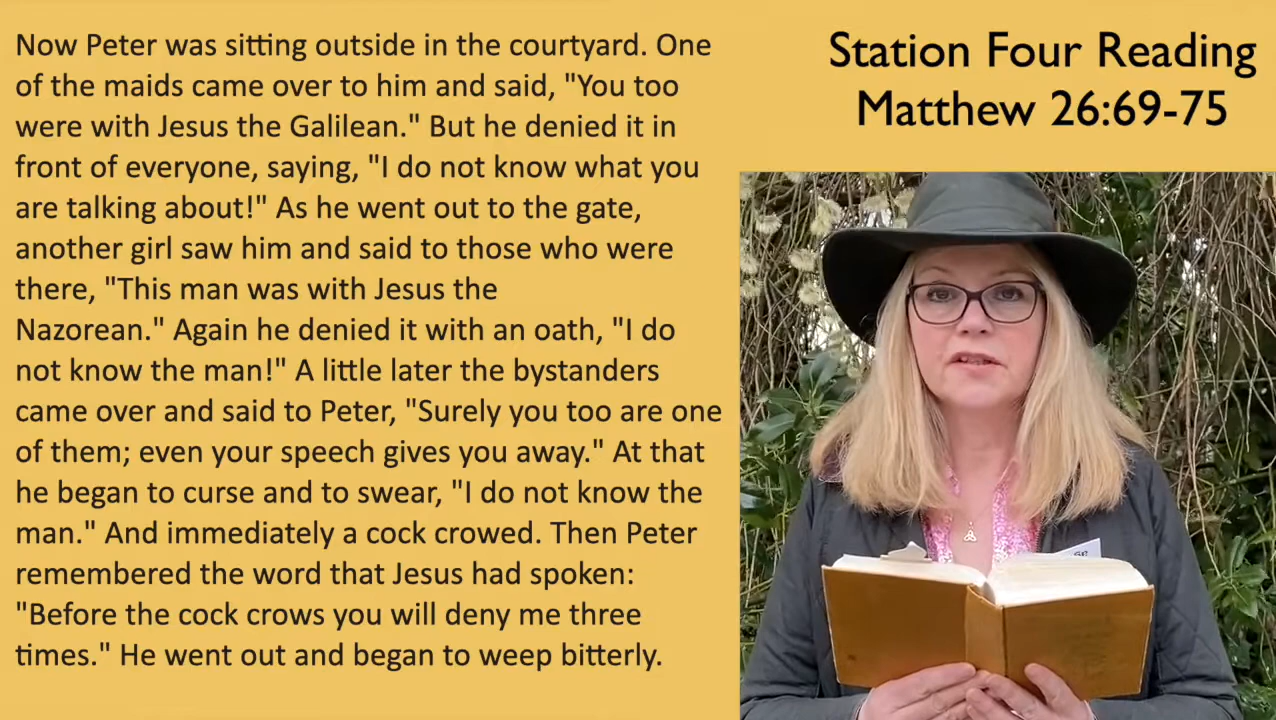 Now Peter was sitting outside in the courtyard. One
of the maids came over to him and said, "You too
were with Jesus the Galilean." But he denied it in
front of everyone, saying, "I do not know what you
are talking about!" As he went out to the gate,
another girl saw him and said to those who were
there, "This man was with Jesus the
Nazorean." Again he denied it with an oath, "I do
not know the man!" A little later the bystanders
came over and said to Peter, "Surely you too are one
of them; even your speech gives you away." At that
he began to curse and to swear, "I do not know the
man." And immediately a cock crowed. Then Peter
remembered the word that Jesus had spoken:
"Before the cock crows you will deny me three
times." He went out and began to weep bitterly.
Station Four Reading
Matthew 26:69-75